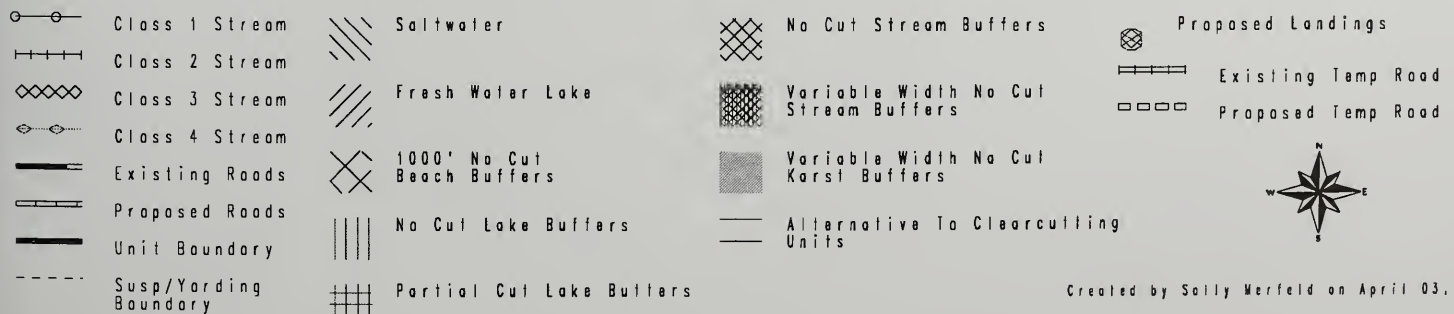 Class 1 Stream
Class 2 Stream
Class 3 Stream
Class 4 Stream
Existing Roads
Proposed Roads
Unit Boundary
Susp/Yarding
Boundary
Saltwater
Fresh Water Lake
1000' No Cut
Beach Buffers
No Cut Lake Buffers
Partial Cut Lake Buffers
No Cut Stream Buffers
Variable Width No Cut
Stream Buffers
Variable Width No Cut
Karst Buffers
Alternative To Clearcutting
Units
Proposed Landings
Existing Temp Road
Proposed Temp Road
N
W E
S
Created by Sally Merfeld on April 03,